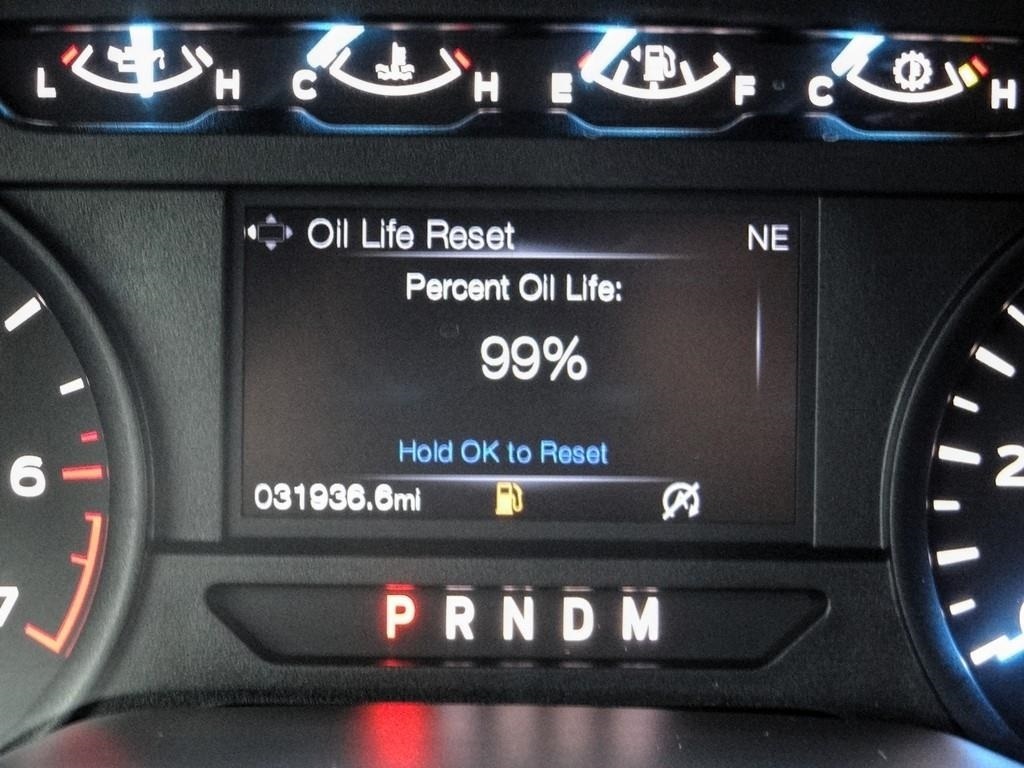 L H C H E F C H
Oil Life Reset NE
Percent Oil Life:
99%
Hold OK to Reset
031936.6mi
6
7
2
P R N D M